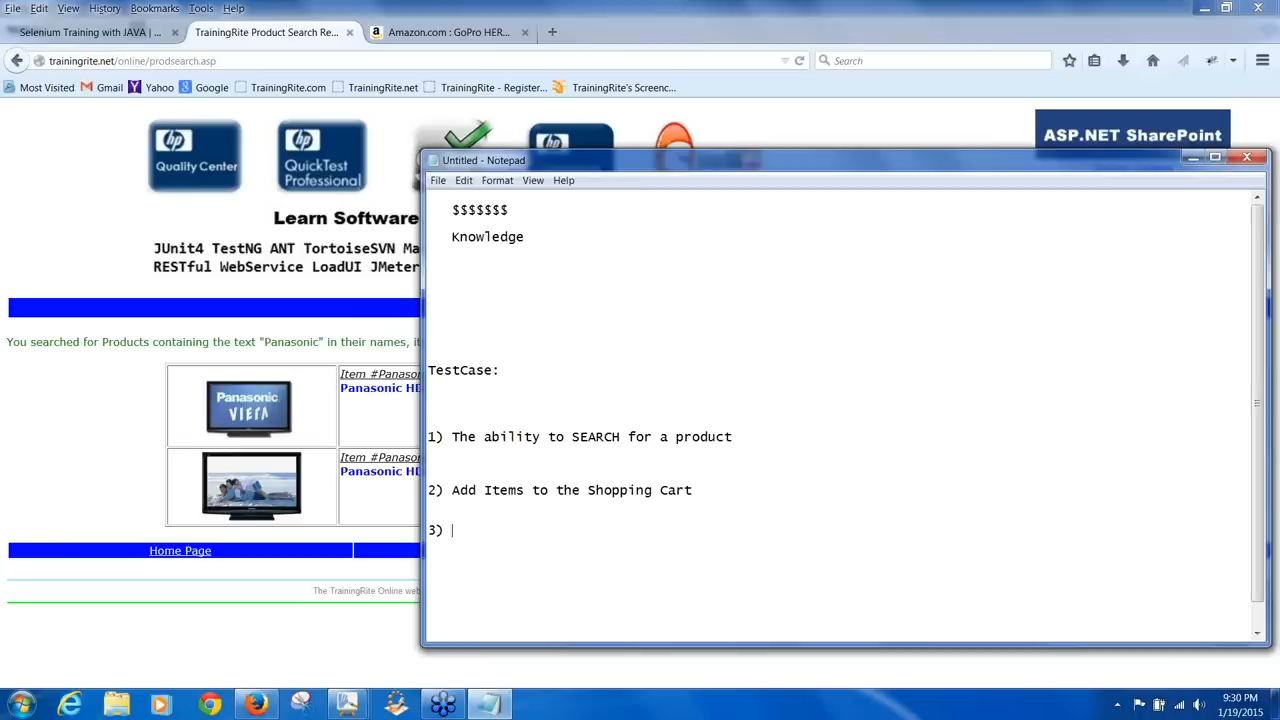 File Edit View History Bookmarks Tools Help
Selenium Training with JAVA | ...
TrainingRite Product Search Re...
a Amazon.com : GoPro HER...
trainingrite.net/online/prodsearch.asp
Search
Most Visited Gmail Yahoo Google TrainingRite.com TrainingRite.net TrainingRite - Register... TrainingRite's Screenc...
hp Quality Center
hp QuickTest Professional
hp
ASP.NET SharePoint
Learn Software
JUnit4 TestNG ANT TortoiseSVN Ma
RESTful WebService LoadUI JMeter
You searched for Products containing the text "Panasonic" in their names, it
Panasonic VIERA
Item #Panason
Panasonic HD
Item #Panason
Panasonic HD
Home Page
The TrainingRite Online web
Untitled - Notepad
File Edit Format View Help
$$$$$$$
Knowledge
TestCase:
1) The ability to SEARCH for a product
2) Add Items to the Shopping Cart
3)
9:30 PM
1/19/2015